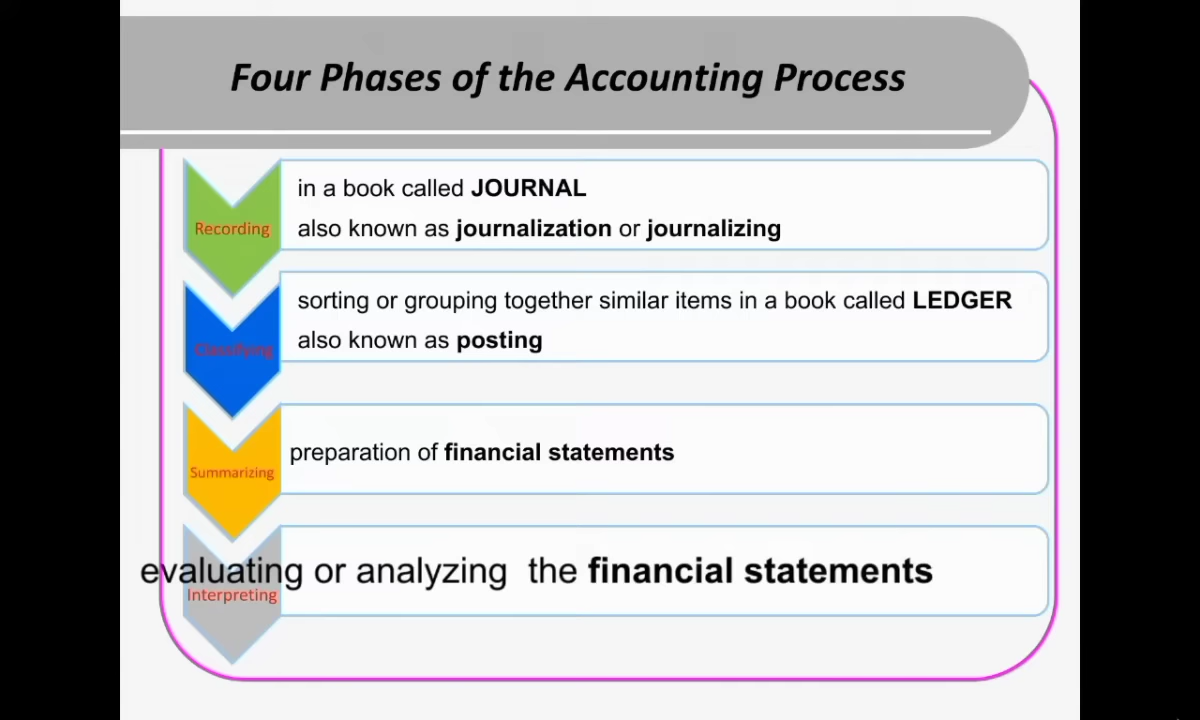 Four Phases of the Accounting Process
Recording
in a book called JOURNAL
also known as journalization or journalizing
Classifying
sorting or grouping together similar items in a book called LEDGER
also known as posting
Summarizing
preparation of financial statements
evaluating or analyzing the financial statements
Interpreting